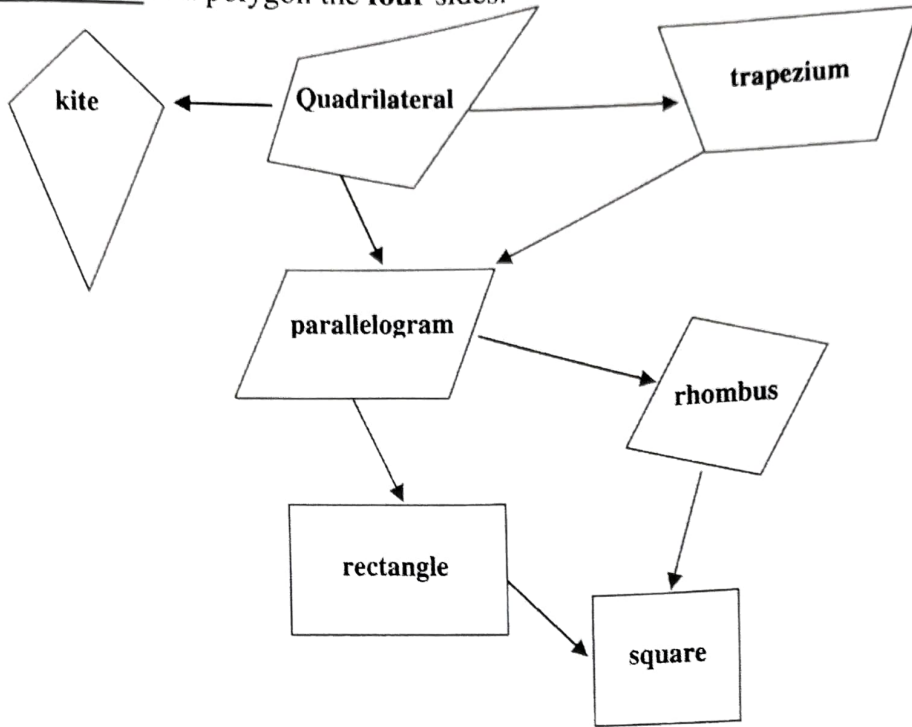 polygon the four sides.
kite
Quadrilateral
trapezium
parallelogram
rhombus
rectangle
square